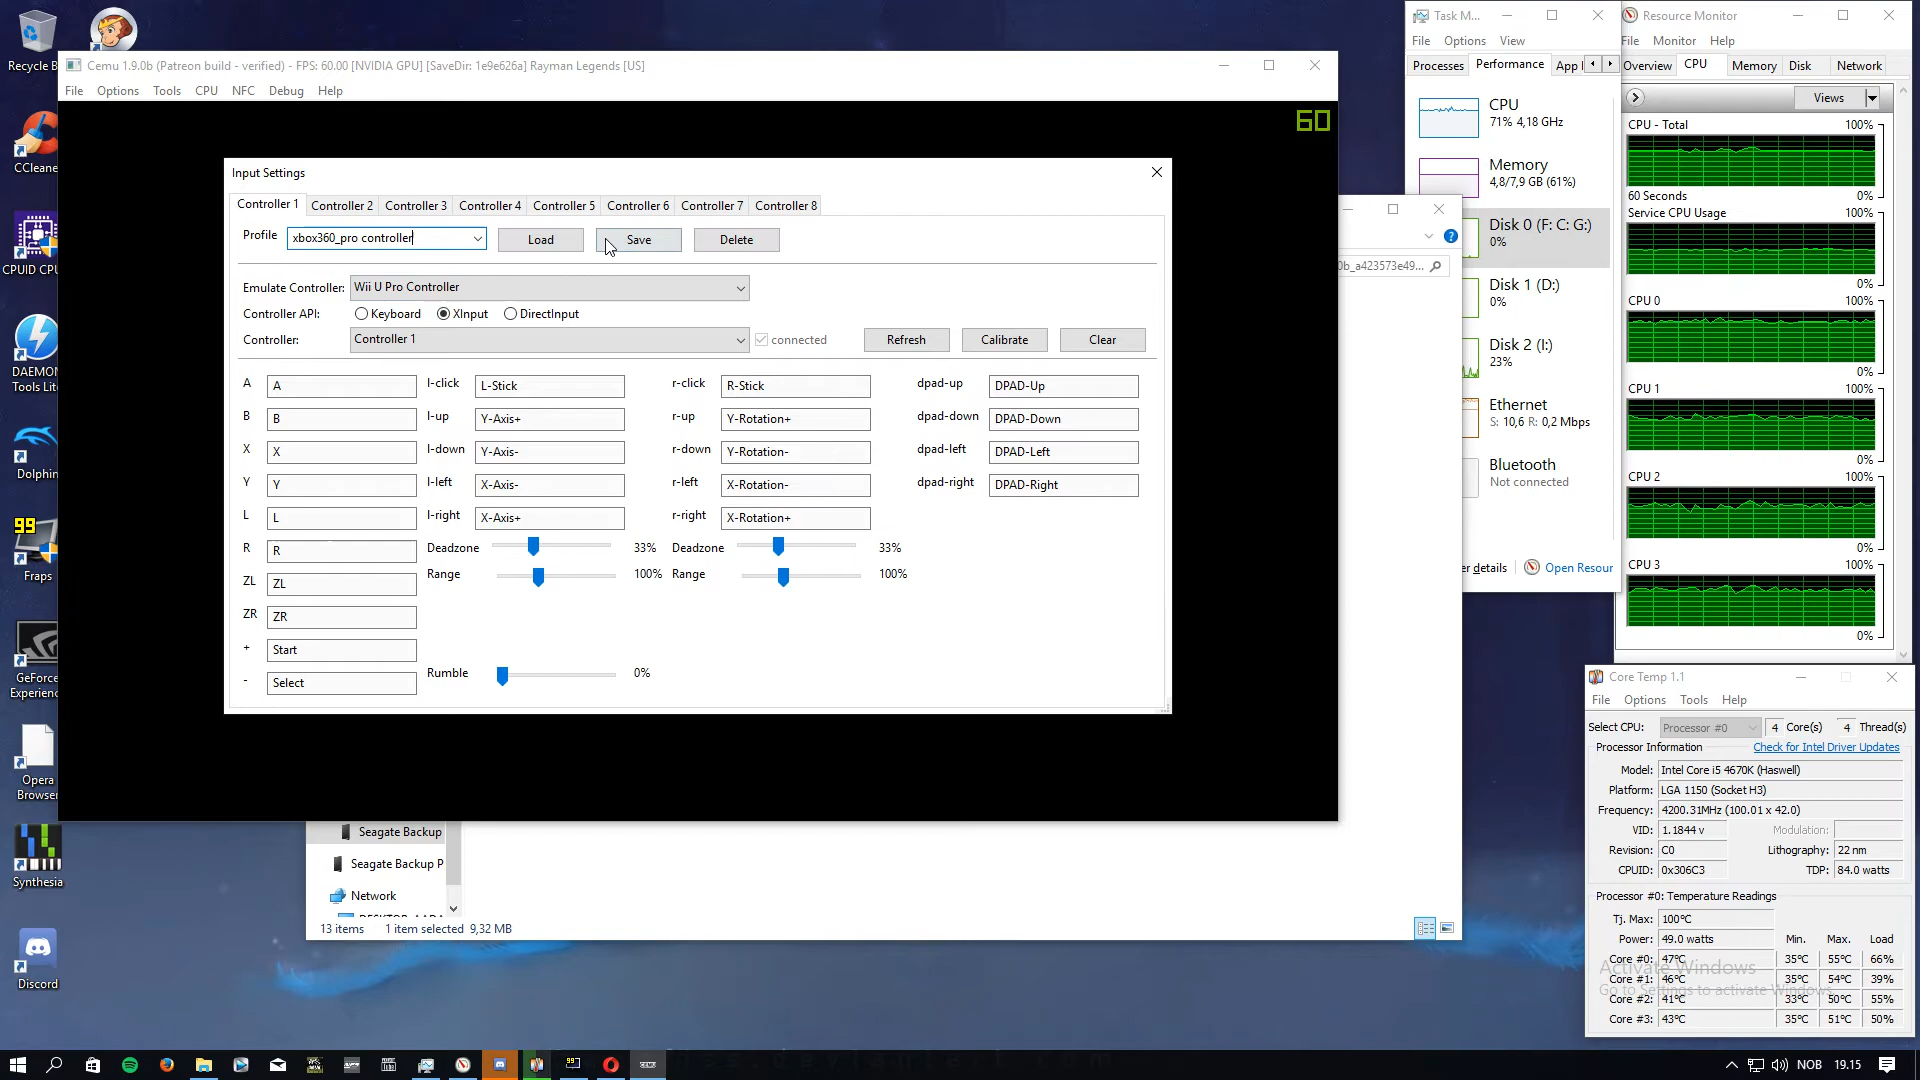 Recycle B
CCleane
CPUID CPU
DAEMON
Tools Lite
Dolphin
99
Fraps
GeForce
Experience
Opera
Browser
Synthesia
Discord
Cemu 1.9.0b (Patreon build - verified) - FPS: 60.00 [NVIDIA GPU] [SaveDir: 1e9e626a] Rayman Legends [US]
File Options Tools CPU NFC Debug Help
60
Input Settings
Controller 1 Controller 2 Controller 3 Controller 4 Controller 5 Controller 6 Controller 7 Controller 8
Profile xbox360_pro controller Load Save Delete
Emulate Controller: Wii U Pro Controller
Controller API: Keyboard XInput DirectInput
Controller: Controller 1 connected Refresh Calibrate Clear
A A l-click L-Stick r-click R-Stick dpad-up DPAD-Up
B B l-up Y-Axis+ r-up Y-Rotation+ dpad-down DPAD-Down
X X l-down Y-Axis- r-down Y-Rotation- dpad-left DPAD-Left
Y Y l-left X-Axis- r-left X-Rotation- dpad-right DPAD-Right
L L l-right X-Axis+ r-right X-Rotation+
R R Deadzone 33% Deadzone 33%
ZL ZL Range 100% Range 100%
ZR ZR
+ Start
- Select Rumble 0%
0b_a423573e49...
Seagate Backup
Seagate Backup P
Network
13 items 1 item selected 9,32 MB
Task M...
File Options View
Processes Performance App
CPU
71% 4,18 GHz
Memory
4,8/7,9 GB (61%)
Disk 0 (F: C: G:)
0%
Disk 1 (D:)
0%
Disk 2 (I:)
23%
Ethernet
S: 10,6 R: 0,2 Mbps
Bluetooth
Not connected
er details Open Resour
Resource Monitor
File Monitor Help
Overview CPU Memory Disk Network
Views
CPU - Total 100%
60 Seconds 0%
Service CPU Usage 100%
0%
CPU 0 100%
0%
CPU 1 100%
0%
CPU 2 100%
0%
CPU 3 100%
0%
Core Temp 1.1
File Options Tools Help
Select CPU: Processor #0 4 Core(s) 4 Thread(s)
Processor Information Check for Intel Driver Updates
Model: Intel Core i5 4670K (Haswell)
Platform: LGA 1150 (Socket H3)
Frequency: 4200.31MHz (100.01 x 42.0)
VID: 1.1844 v Modulation:
Revision: C0 Lithography: 22 nm
CPUID: 0x306C3 TDP: 84.0 watts
Processor #0: Temperature Readings
Tj. Max: 100°C
Power: 49.0 watts Min. Max. Load
Core #0: 47°C 35°C 55°C 66%
Core #1: 46°C 35°C 54°C 39%
Core #2: 41°C 33°C 50°C 55%
Core #3: 43°C 35°C 51°C 50%
Activate Windows
Go to Settings to activate Windows.
NOB 19.15